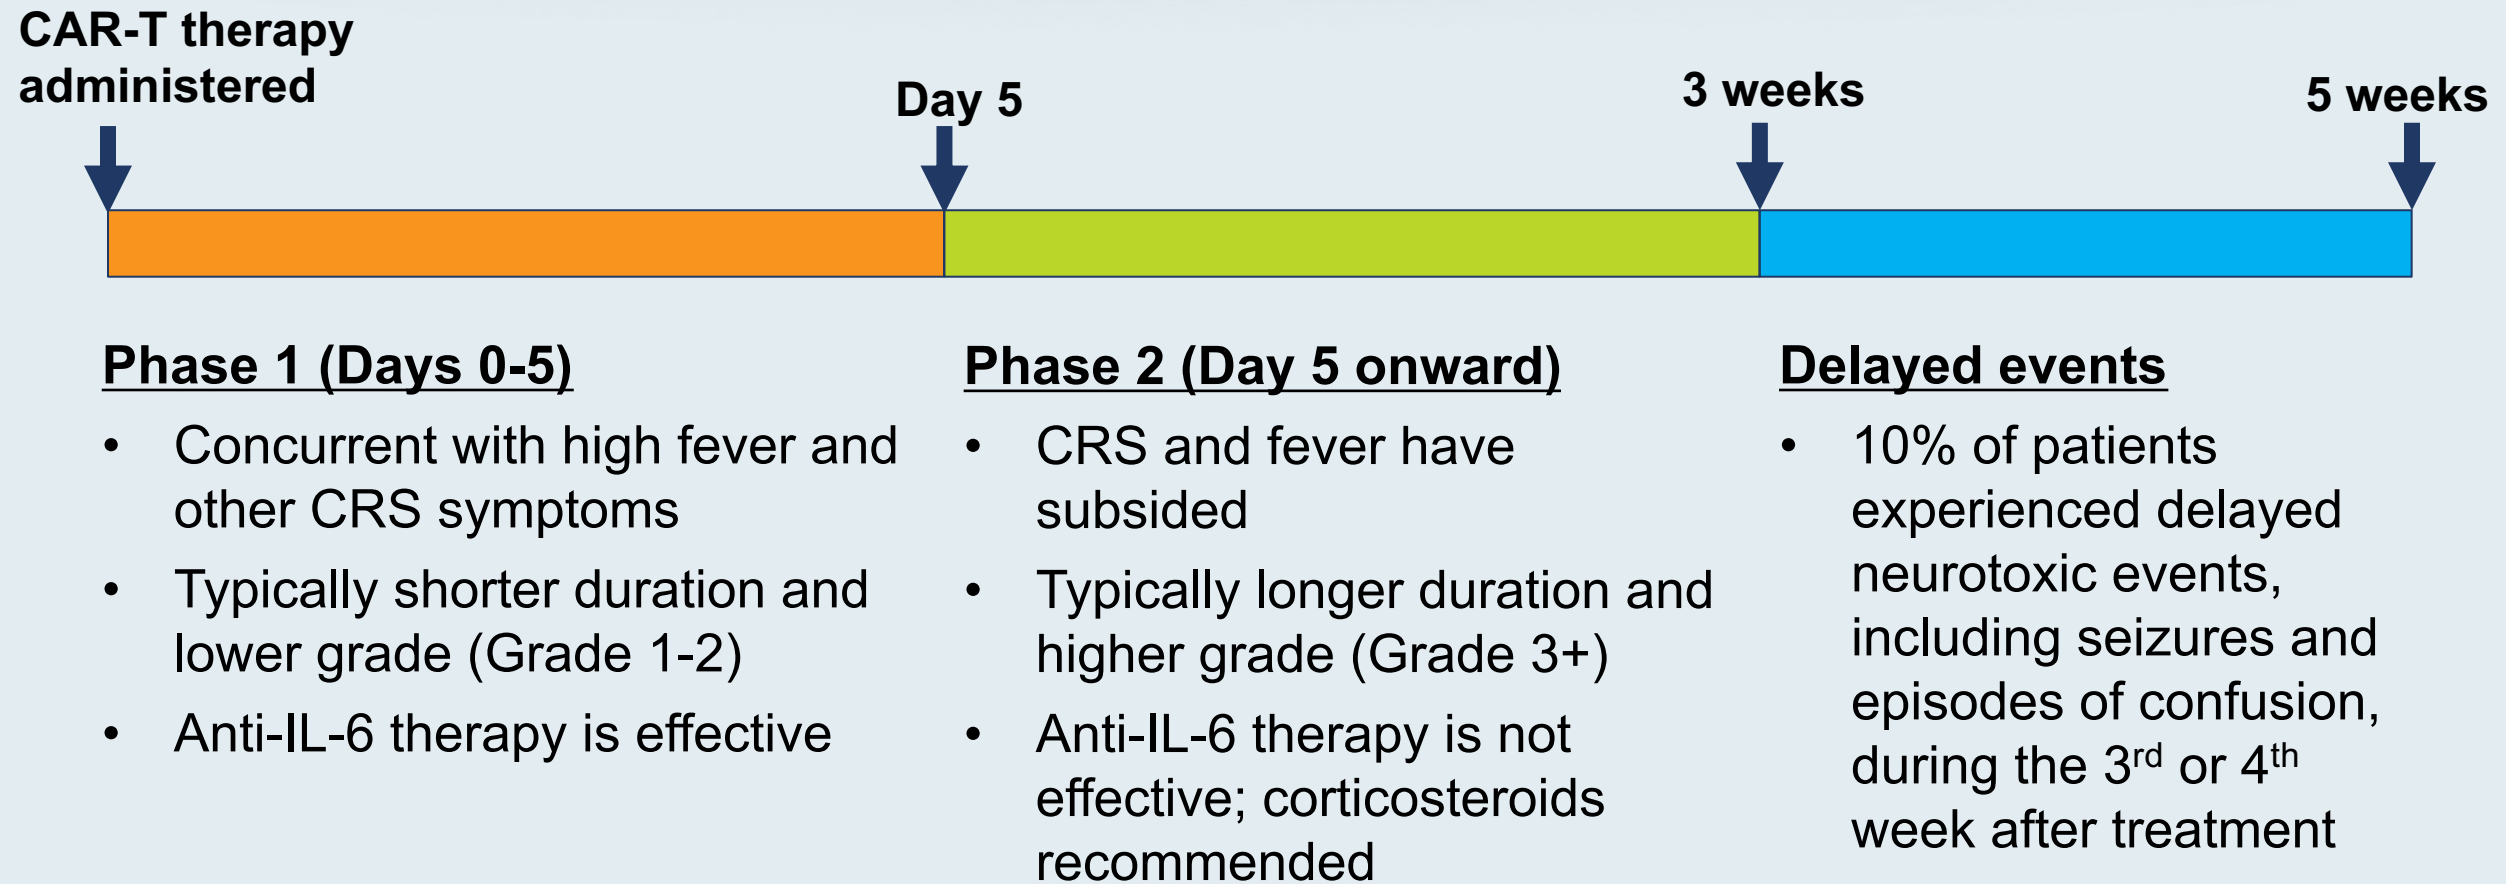 CAR-T therapy
administered
Day 5
3 weeks
5 weeks
Phase 1 (Days 0-5)
• Concurrent with high fever and
other CRS symptoms
• Typically shorter duration and
lower grade (Grade 1-2)
• Anti-IL-6 therapy is effective
Phase 2 (Day 5 onward)
• CRS and fever have
subsided
• Typically longer duration and
higher grade (Grade 3+)
• Anti-IL-6 therapy is not
effective; corticosteroids
recommended
Delayed events
• 10% of patients
experienced delayed
neurotoxic events,
including seizures and
episodes of confusion,
during the 3rd or 4th
week after treatment